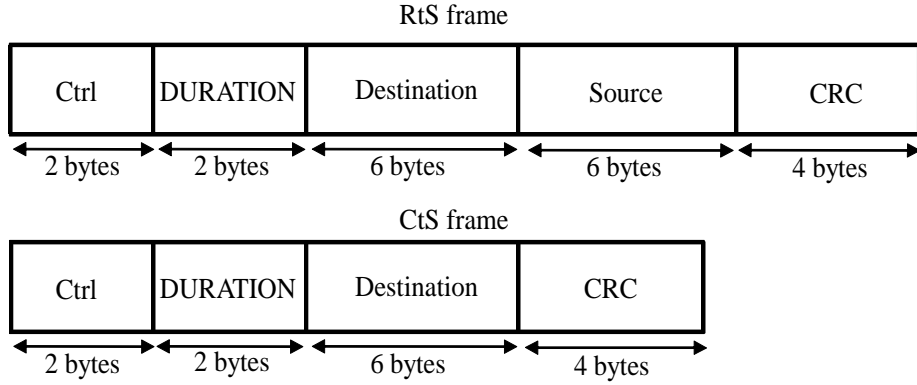 RtS frame
Ctrl DURATION Destination Source CRC
2 bytes 2 bytes 6 bytes 6 bytes 4 bytes
CtS frame
Ctrl DURATION Destination CRC
2 bytes 2 bytes 6 bytes 4 bytes